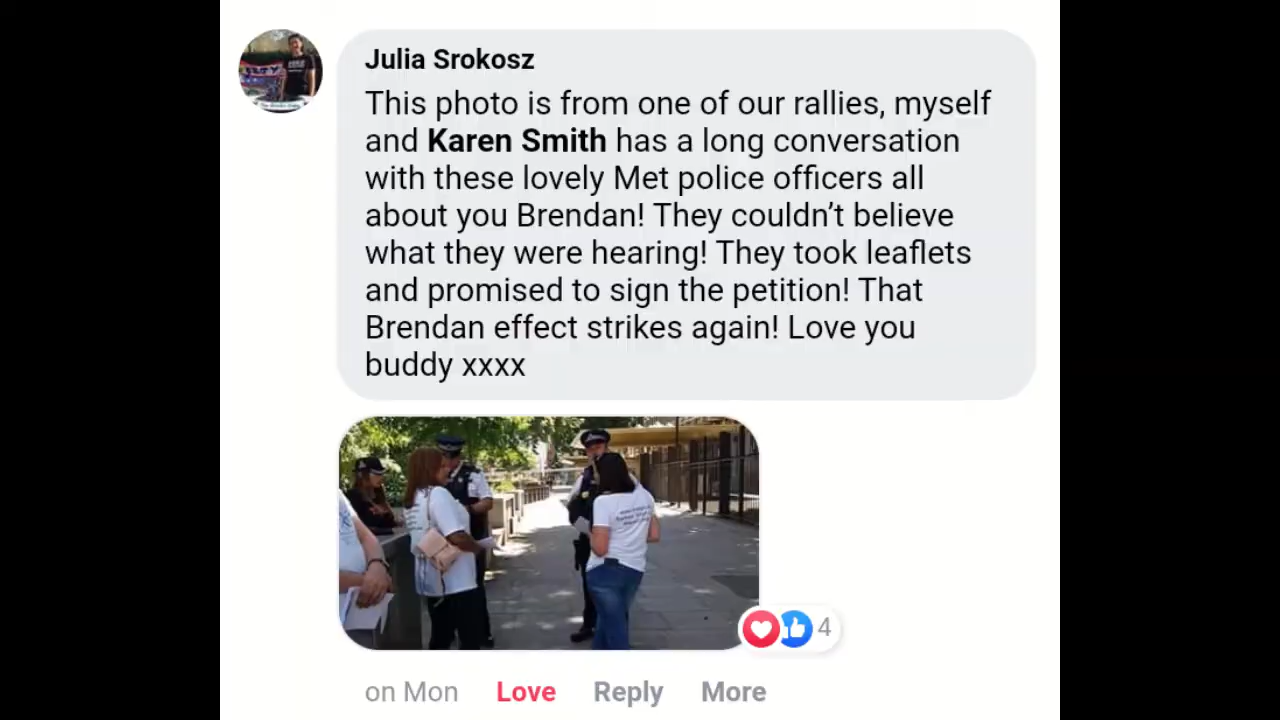 Julia Srokosz
This photo is from one of our rallies, myself
and Karen Smith has a long conversation
with these lovely Met police officers all
about you Brendan! They couldn't believe
what they were hearing! They took leaflets
and promised to sign the petition! That
Brendan effect strikes again! Love you
buddy xxxx
4
on Mon Love Reply More